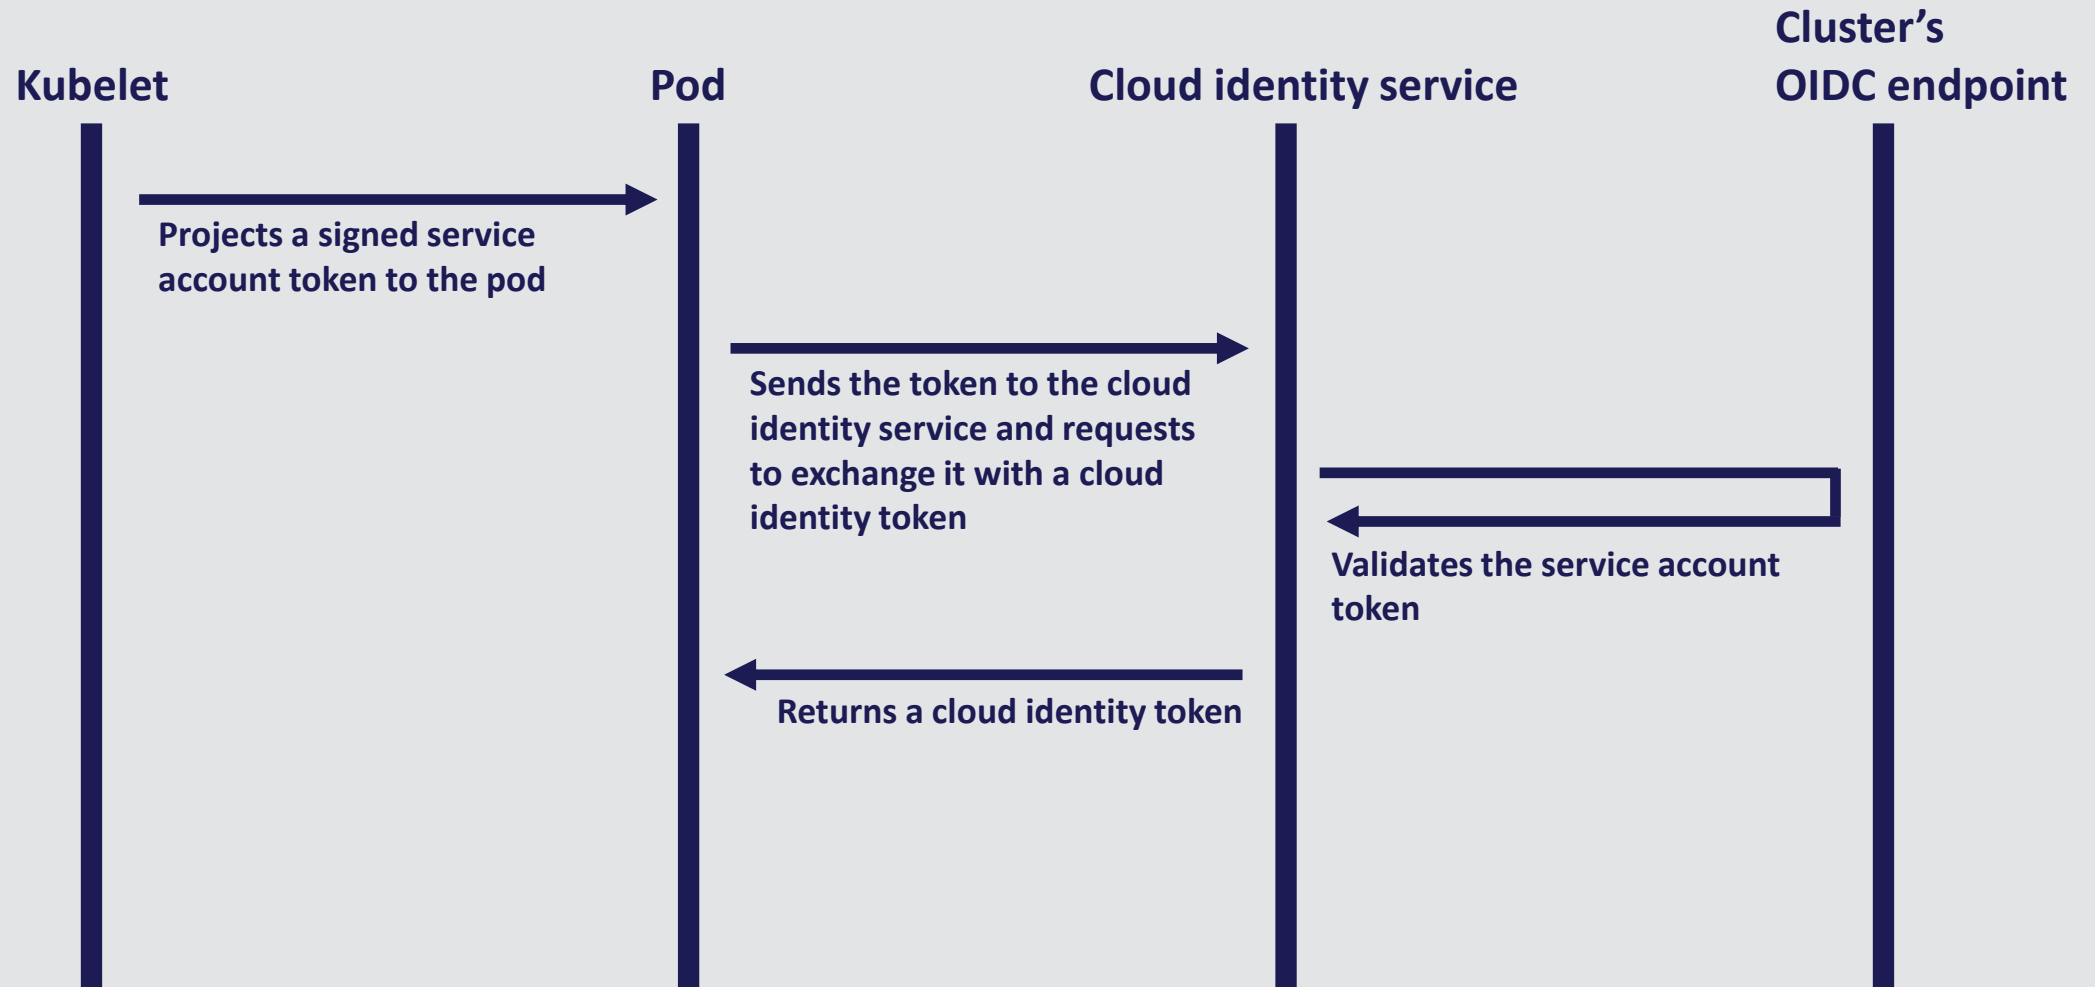 Kubelet
Pod
Cloud identity service
Cluster’s
OIDC endpoint
Projects a signed service
account token to the pod
Sends the token to the cloud
identity service and requests
to exchange it with a cloud
identity token
Validates the service account
token
Returns a cloud identity token